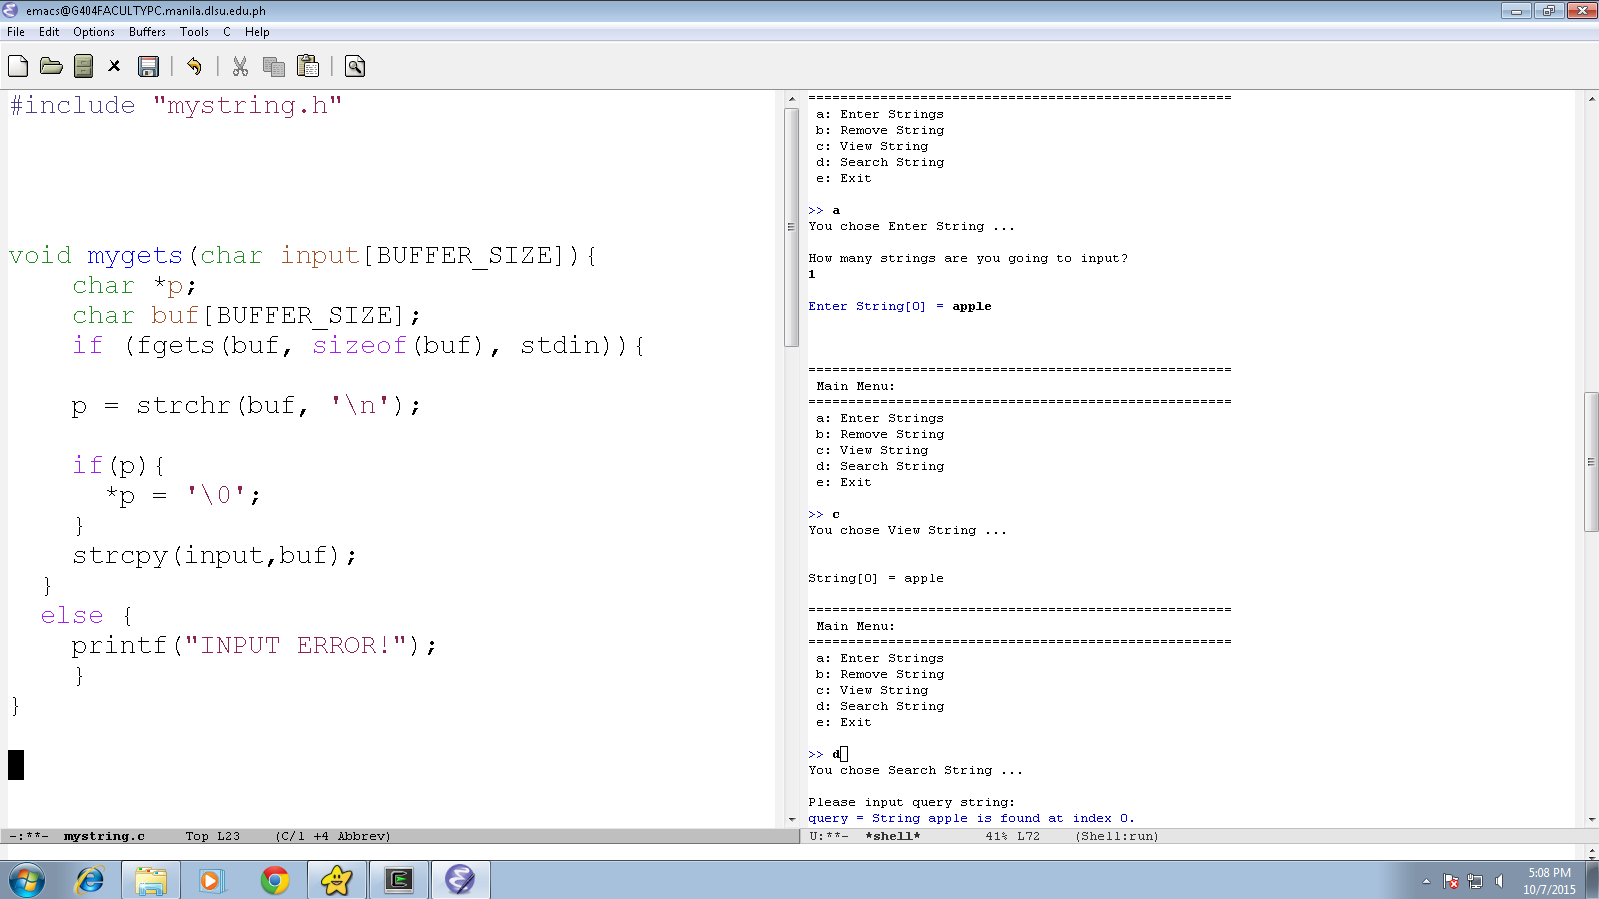 emacs@G404FACULTYPC.manila.dlsu.edu.ph
File Edit Options Buffers Tools C Help
#include "mystring.h"
void mygets(char input[BUFFER_SIZE]){
char *p;
char buf[BUFFER_SIZE];
if (fgets(buf, sizeof(buf), stdin)){
p = strchr(buf, '\n');
if(p){
*p = '\0';
}
strcpy(input,buf);
}
else {
printf("INPUT ERROR!");
}
}
-:**- mystring.c Top L23 (C/l +4 Abbrev)
=====================================================
a: Enter Strings
b: Remove String
c: View String
d: Search String
e: Exit
>> a
You chose Enter String ...
How many strings are you going to input?
1
Enter String[0] = apple
=====================================================
Main Menu:
=====================================================
a: Enter Strings
b: Remove String
c: View String
d: Search String
e: Exit
>> c
You chose View String ...
String[0] = apple
=====================================================
Main Menu:
=====================================================
a: Enter Strings
b: Remove String
c: View String
d: Search String
e: Exit
>> d
You chose Search String ...
Please input query string:
query = String apple is found at index 0.
U:**- *shell* 41% L72 (Shell:run)
5:08 PM
10/7/2015